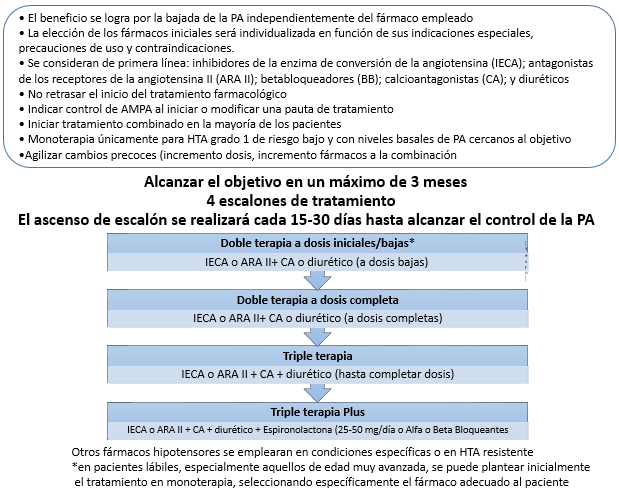 • El beneficio se logra por la bajada de la PA independientemente del fármaco empleado
• La elección de los fármacos iniciales será individualizada en función de sus indicaciones especiales,
precauciones de uso y contraindicaciones.
• Se consideran de primera línea: inhibidores de la enzima de conversión de la angiotensina (IECA); antagonistas
de los receptores de la angiotensina II (ARA II); betabloqueadores (BB); calcioantagonistas (CA); y diuréticos
• No retrasar el inicio del tratamiento farmacológico
• Indicar control de AMPA al iniciar o modificar una pauta de tratamiento
• Iniciar tratamiento combinado en la mayoría de los pacientes
• Monoterapia únicamente para HTA grado 1 de riesgo bajo y con niveles basales de PA cercanos al objetivo
•Agilizar cambios precoces (incremento dosis, incremento fármacos a la combinación
Alcanzar el objetivo en un máximo de 3 meses
4 escalones de tratamiento
El ascenso de escalón se realizará cada 15-30 días hasta alcanzar el control de la PA
Doble terapia a dosis iniciales/bajas*
IECA o ARA II+ CA o diurético (a dosis bajas)
Doble terapia a dosis completa
IECA o ARA II+ CA o diurético (a dosis completas)
Triple terapia
IECA o ARA II + CA + diurético (hasta completar dosis)
Triple terapia Plus
IECA o ARA II + CA + diurético + Espironolactona (25-50 mg/día o Alfa o Beta Bloqueantes
Otros fármacos hipotensores se emplearan en condiciones específicas o en HTA resistente
*en pacientes lábiles, especialmente aquellos de edad muy avanzada, se puede plantear inicialmente
el tratamiento en monoterapia, seleccionando específicamente el fármaco adecuado al paciente